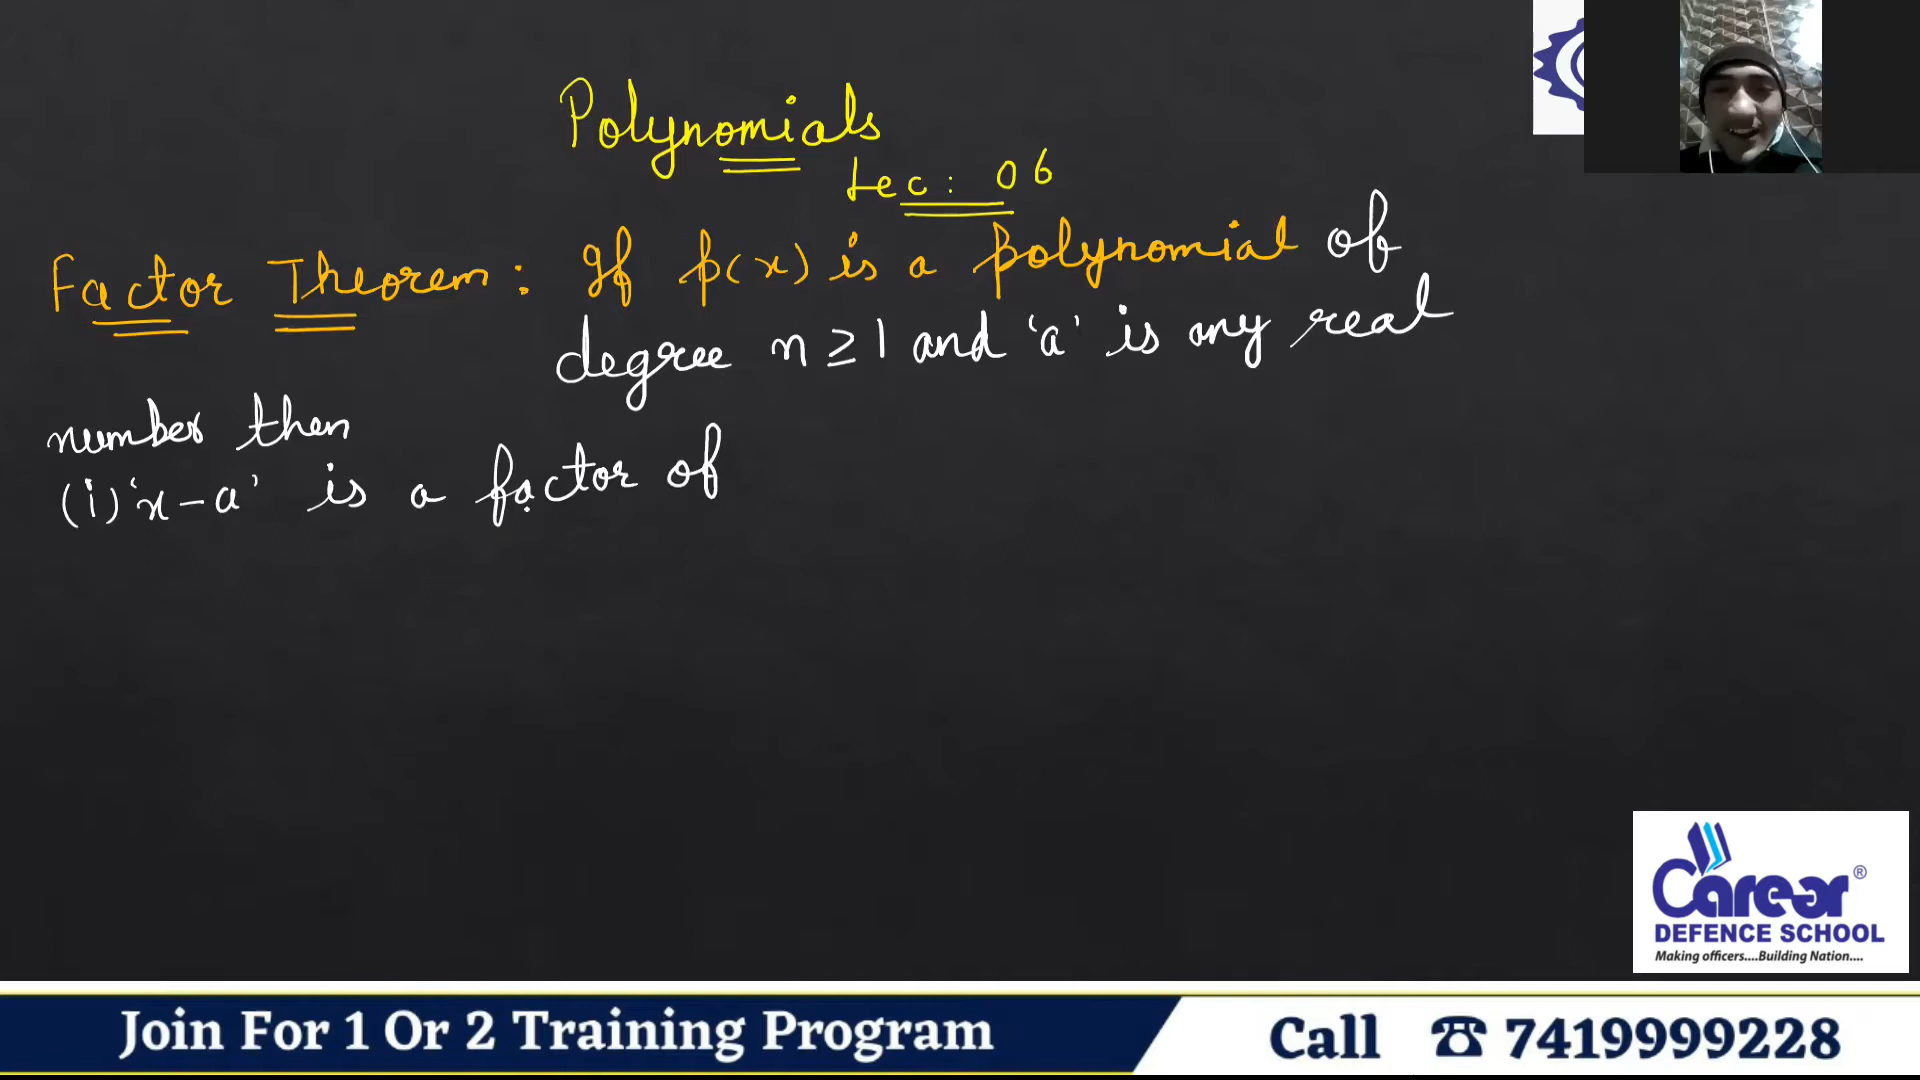 Polynomials
Lec: 06
Factor Theorem: If p(x) is a polynomial of
degree n ≥ 1 and 'a' is any real
number then
(i) 'x - a' is a factor of
Career®
DEFENCE SCHOOL
Making officers....Building Nation....
Join For 1 Or 2 Training Program
Call ☎ 7419999228